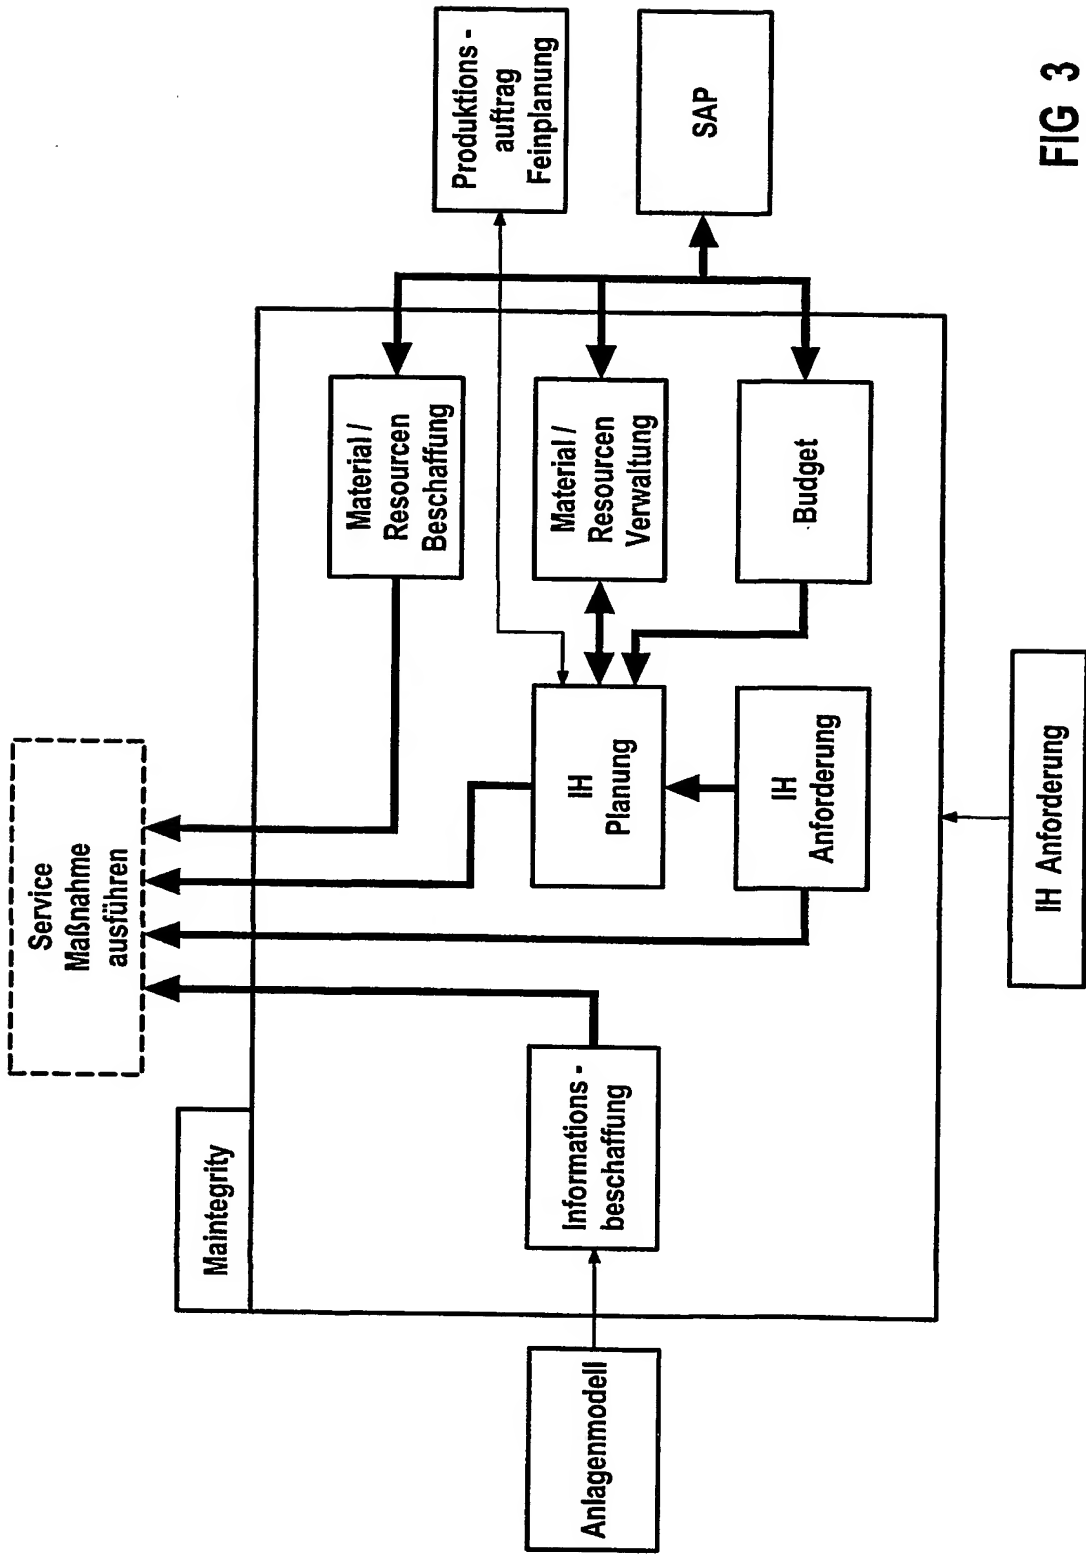 Service
Maßnahme
ausführen
Maintegrity
Anlagenmodell
Informations -
beschaffung
IH
Planung
IH
Anforderung
Material /
Resourcen
Beschaffung
Material /
Resourcen
Verwaltung
Budget
Produktions -
auftrag
Feinplanung
SAP
IH Anforderung
FIG 3